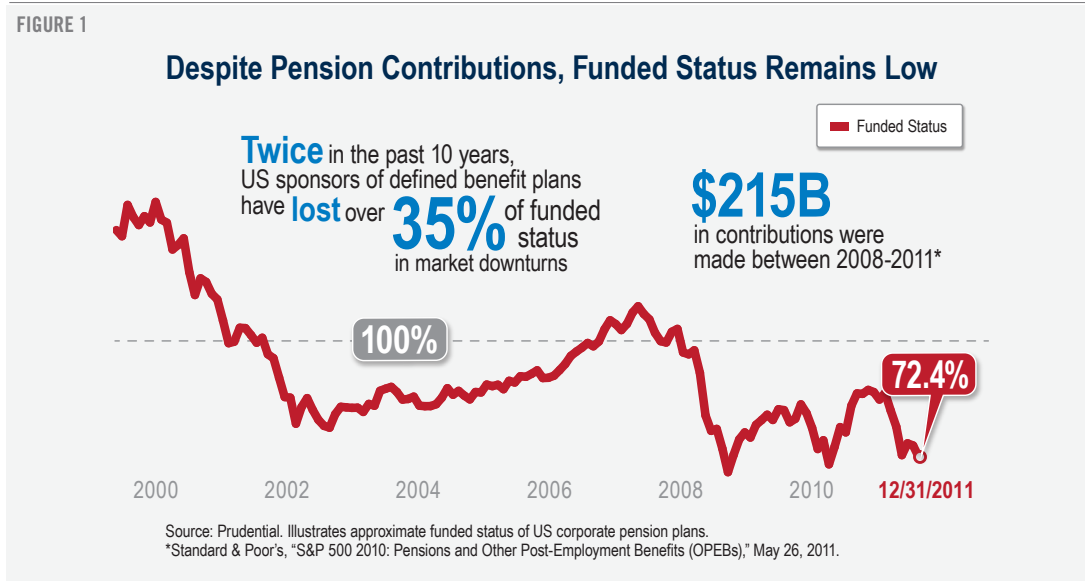 FIGURE 1
Despite Pension Contributions, Funded Status Remains Low
Funded Status
Twice in the past 10 years,
US sponsors of defined benefit plans
have lost over 35% of funded
status
in market downturns
$215B
in contributions were
made between 2008-2011*
100%
72.4%
2000 2002 2004 2006 2008 2010 12/31/2011
Source: Prudential. Illustrates approximate funded status of US corporate pension plans.
*Standard & Poor's, “S&P 500 2010: Pensions and Other Post-Employment Benefits (OPEBs),” May 26, 2011.